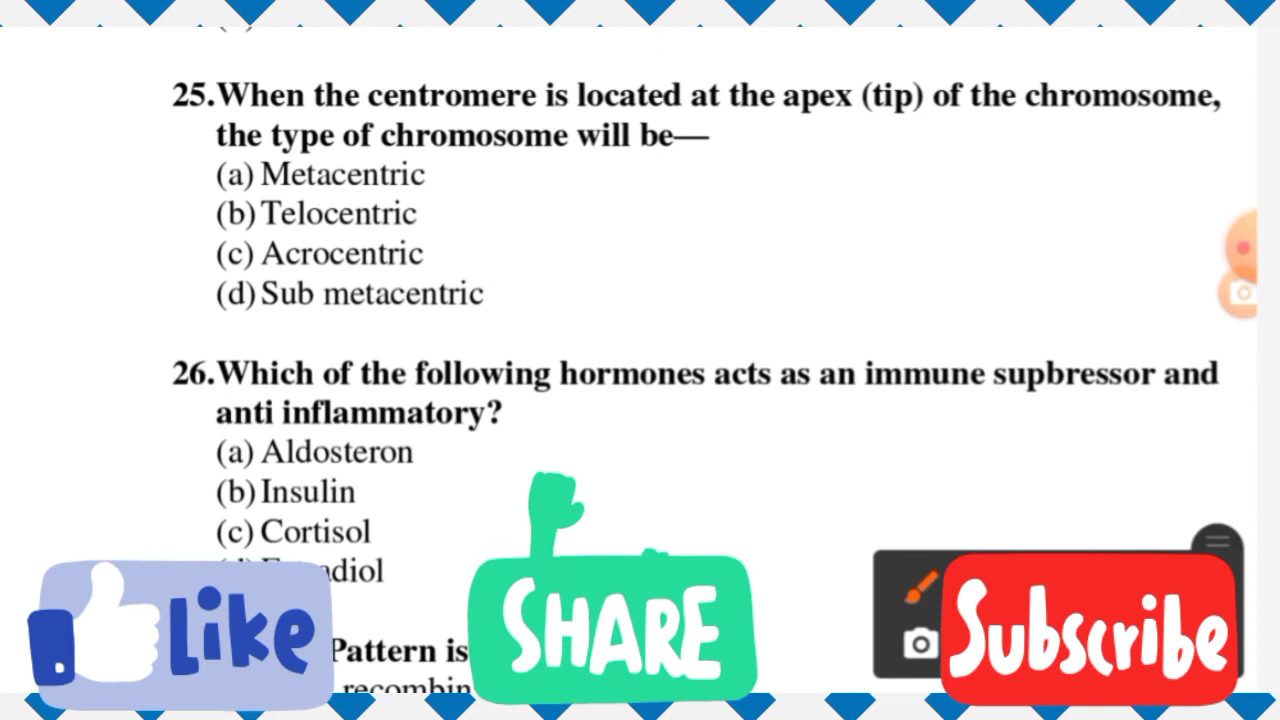 25.When the centromere is located at the apex (tip) of the chromosome,
the type of chromosome will be—
(a) Metacentric
(b) Telocentric
(c) Acrocentric
(d) Sub metacentric
26.Which of the following hormones acts as an immune supbressor and
anti inflammatory?
(a) Aldosteron
(b) Insulin
(c) Cortisol
Pattern is
Like
SHARE
Subscribe